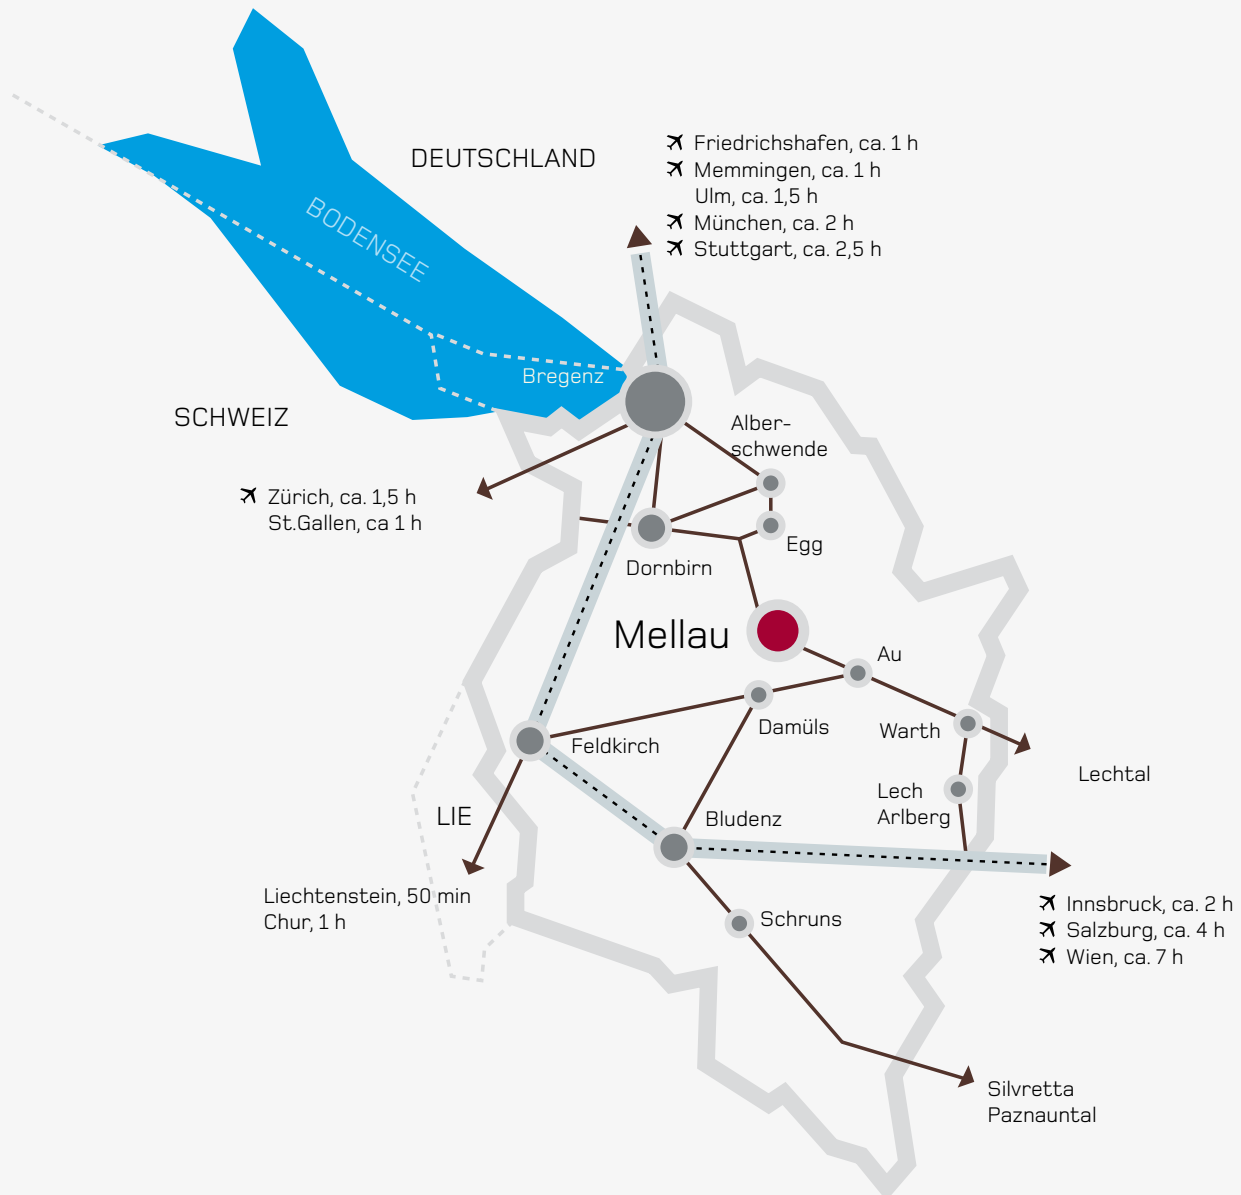 DEUTSCHLAND
Friedrichshafen, ca. 1 h
Memmingen, ca. 1 h
Ulm, ca. 1,5 h
München, ca. 2 h
Stuttgart, ca. 2,5 h
BODENSEE
Bregenz
SCHWEIZ
Alber-
schwende
Zürich, ca. 1,5 h
St.Gallen, ca 1 h
Egg
Dornbirn
Mellau
Au
Damüls
Warth
Feldkirch
Lechtal
Lech
Arlberg
LIE
Bludenz
Liechtenstein, 50 min
Chur, 1 h
Schruns
Innsbruck, ca. 2 h
Salzburg, ca. 4 h
Wien, ca. 7 h
Silvretta
Paznauntal